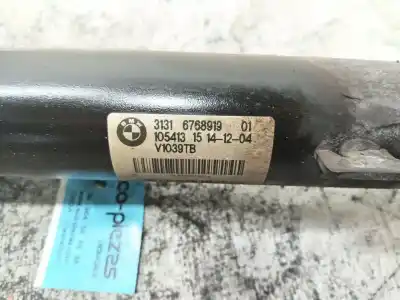 3131 6768919 01
105413 15 14-12-04
V1039TB
co-piezas